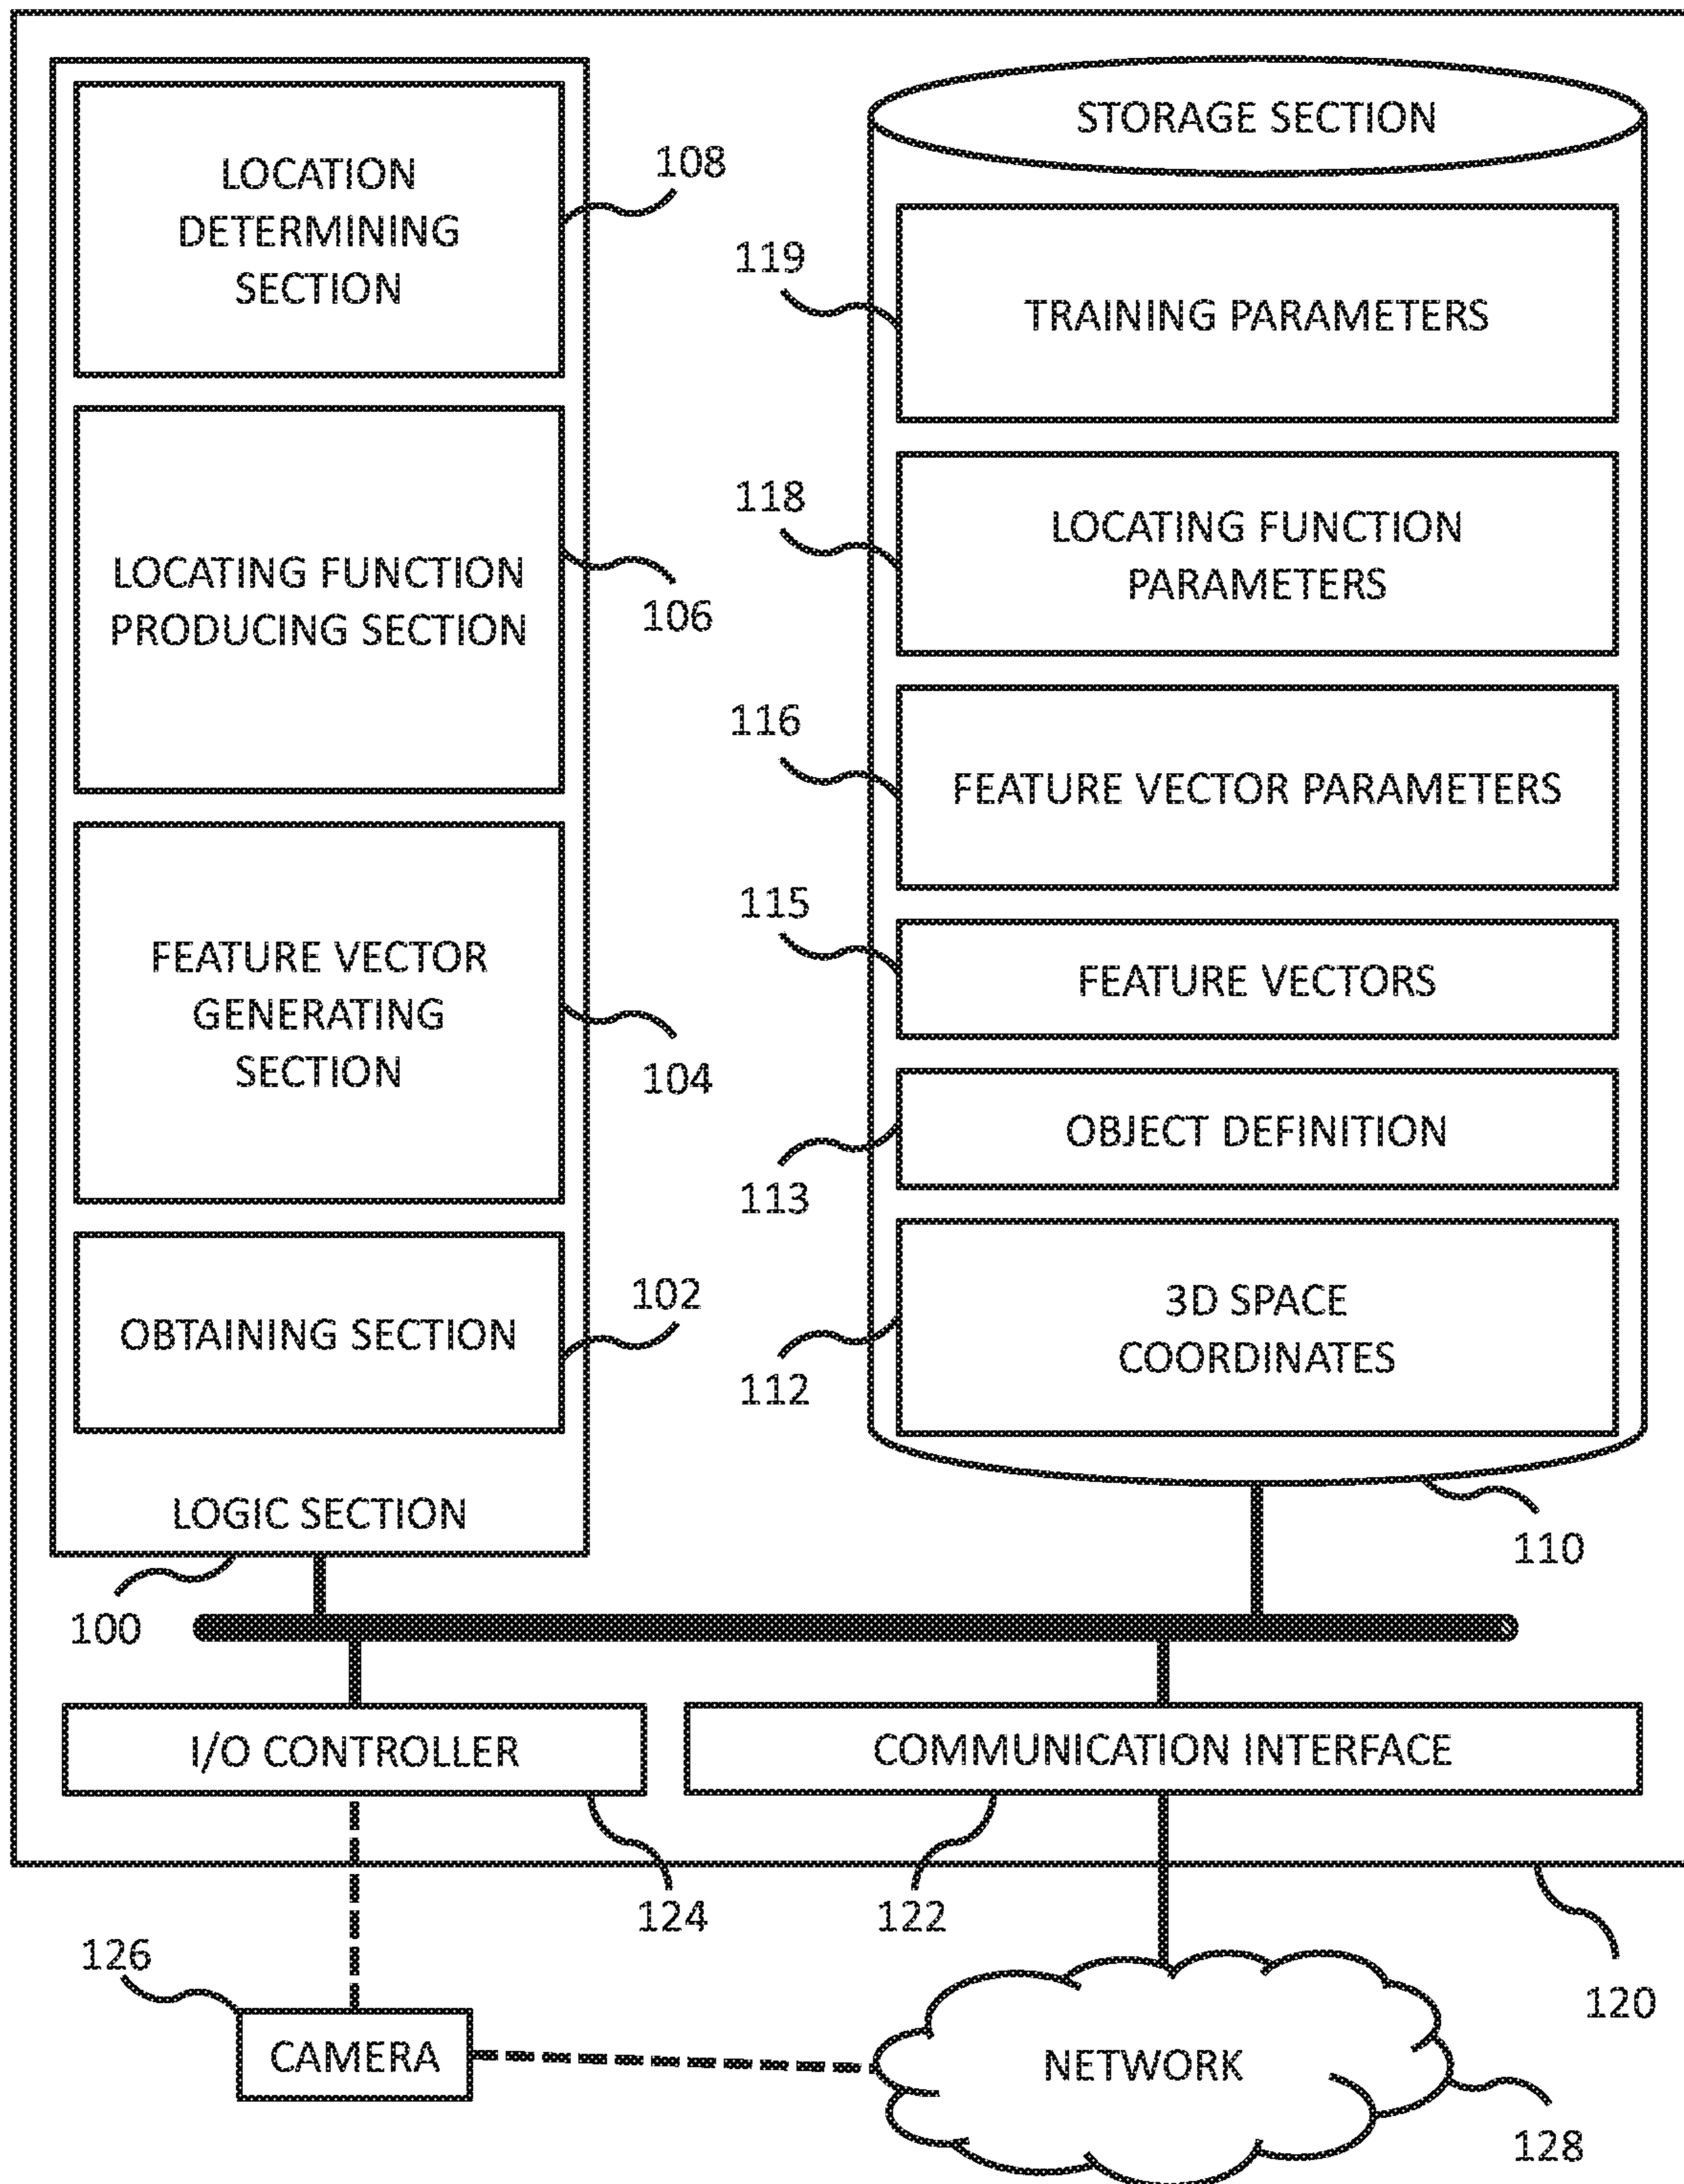 LOCATION
DETERMINING
SECTION
108
LOCATING FUNCTION
PRODUCING SECTION
106
FEATURE VECTOR
GENERATING
SECTION
104
OBTAINING SECTION
102
LOGIC SECTION
100
STORAGE SECTION
119
TRAINING PARAMETERS
118
LOCATING FUNCTION
PARAMETERS
116
FEATURE VECTOR PARAMETERS
115
FEATURE VECTORS
OBJECT DEFINITION
113
3D SPACE
COORDINATES
112
110
I/O CONTROLLER
COMMUNICATION INTERFACE
124
122
120
126
CAMERA
NETWORK
128